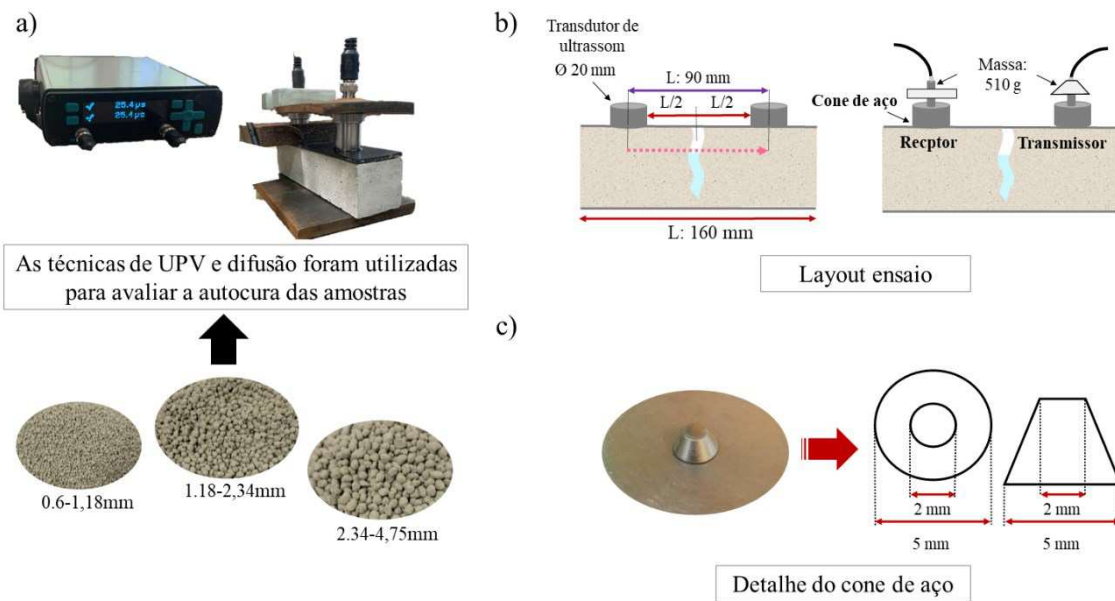 a)
25.4 µs
25.4 µs
As técnicas de UPV e difusão foram utilizadas
para avaliar a autocura das amostras
0.6-1,18mm
1.18-2,34mm
2.34-4,75mm
b)
Transdutor de
ultrassom
Ø 20 mm
L: 90 mm
L/2
L/2
L: 160 mm
Massa:
510 g
Cone de aço
Recptor
Transmissor
Layout ensaio
c)
2 mm
5 mm
2 mm
5 mm
Detalhe do cone de aço